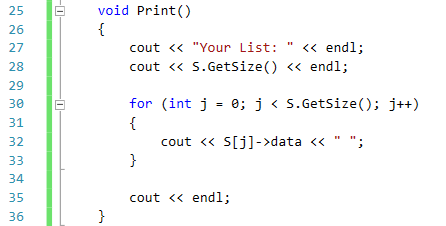 25 void Print()
26 {
27 cout << "Your List: " << endl;
28 cout << S.GetSize() << endl;
29
30 for (int j = 0; j < S.GetSize(); j++)
31 {
32 cout << S[j]->data << " ";
33 }
34
35 cout << endl;
36 }